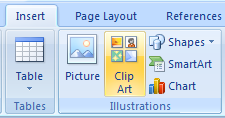 Insert Page Layout References
Table Picture Clip Art Shapes
SmartArt
Chart
Tables Illustrations